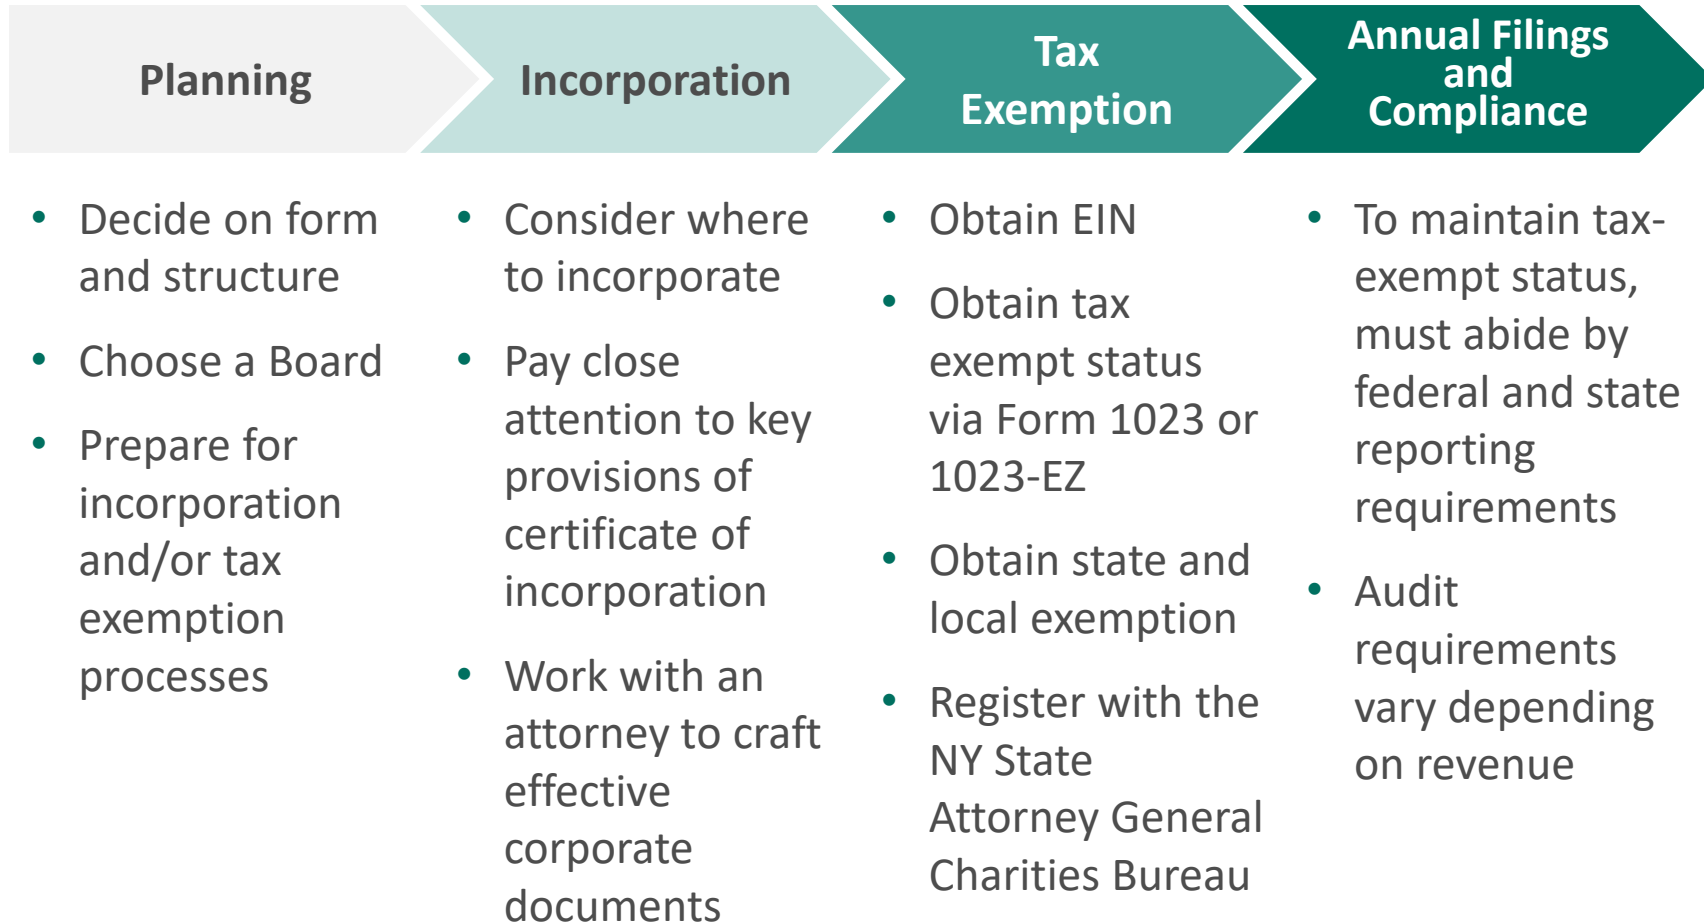 Planning
Incorporation
Tax
Exemption
Annual Filings
and
Compliance
• Decide on form
and structure
• Choose a Board
• Prepare for
incorporation
and/or tax
exemption
processes
• Consider where
to incorporate
• Pay close
attention to key
provisions of
certificate of
incorporation
• Work with an
attorney to craft
effective
corporate
documents
• Obtain EIN
• Obtain tax
exempt status
via Form 1023 or
1023-EZ
• Obtain state and
local exemption
• Register with the
NY State
Attorney General
Charities Bureau
• To maintain tax-
exempt status,
must abide by
federal and state
reporting
requirements
• Audit
requirements
vary depending
on revenue